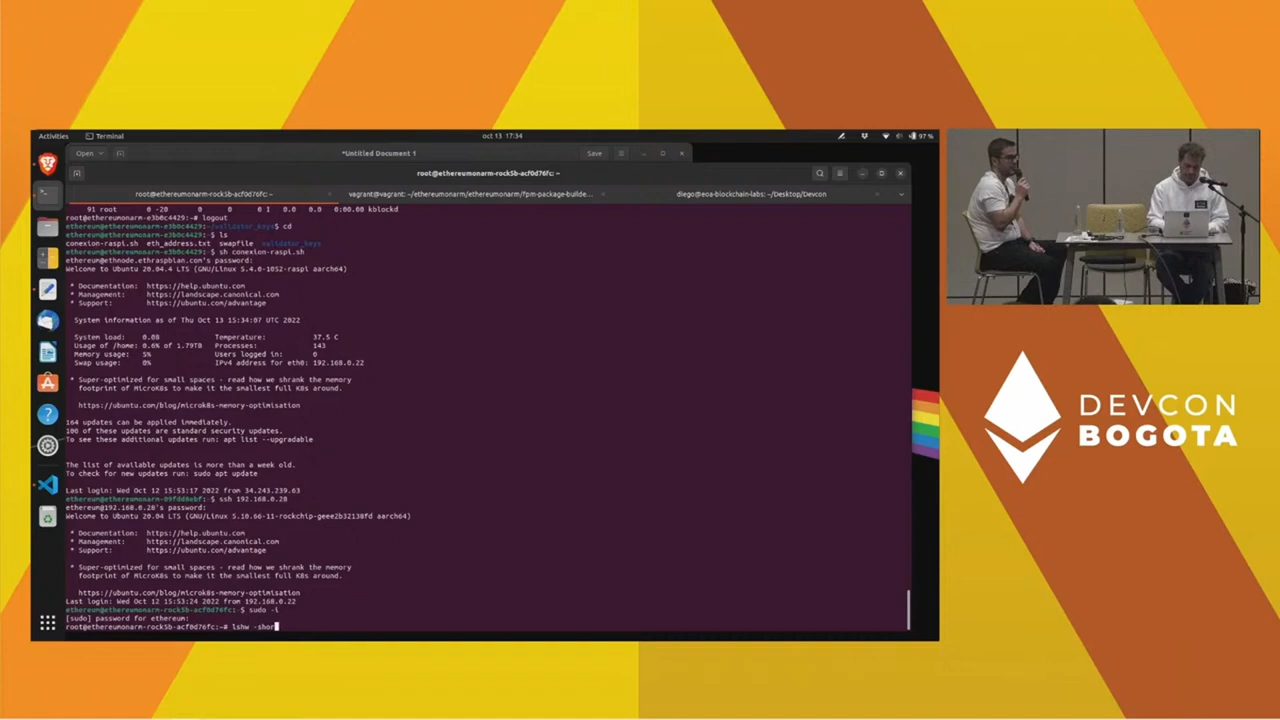 Activities
Terminal
oct 13 17:34
97 %
Open
*Untitled Document 1
Save
root@ethereumonarm-rock5b-acf0d76fc: ~
root@ethereumonarm-rock5b-acf0d76fc: ~
vagrant@vagrant: ~/ethereumonarm/ethereumonarm/fpm-package-builde...
diego@eoa-blockchain-labs: ~/Desktop/Devcon
91 root 0 -20 0 0 0 I 0.0 0.0 0:00.00 kblockd
root@ethereumonarm-e3b0c4429:~# logout
ethereum@ethereumonarm-e3b0c4429:~/validator_keys$ cd
ethereum@ethereumonarm-e3b0c4429:~$ ls
conexion-raspi.sh eth_address.txt swapfile validator_keys
ethereum@ethereumonarm-e3b0c4429:~$ sh conexion-raspi.sh
ethereum@ethnode.ethraspbian.com's password:
Welcome to Ubuntu 20.04.4 LTS (GNU/Linux 5.4.0-1052-raspi aarch64)
* Documentation: https://help.ubuntu.com
* Management: https://landscape.canonical.com
* Support: https://ubuntu.com/advantage
System information as of Thu Oct 13 15:34:07 UTC 2022
System load: 0.08 Temperature: 37.5 C
Usage of /home: 0.6% of 1.79TB Processes: 143
Memory usage: 5% Users logged in: 0
Swap usage: 0% IPv4 address for eth0: 192.168.0.22
* Super-optimized for small spaces - read how we shrank the memory
footprint of MicroK8s to make it the smallest full K8s around.
https://ubuntu.com/blog/microk8s-memory-optimisation
164 updates can be applied immediately.
100 of these updates are standard security updates.
To see these additional updates run: apt list --upgradable
The list of available updates is more than a week old.
To check for new updates run: sudo apt update
Last login: Wed Oct 12 15:53:17 2022 from 34.243.239.63
ethereum@ethereumonarm-09fdd0ebf:~$ ssh 192.168.0.28
ethereum@192.168.0.28's password:
Welcome to Ubuntu 20.04 LTS (GNU/Linux 5.10.66-11-rockchip-geee2b32138fd aarch64)
* Documentation: https://help.ubuntu.com
* Management: https://landscape.canonical.com
* Support: https://ubuntu.com/advantage
* Super-optimized for small spaces - read how we shrank the memory
footprint of MicroK8s to make it the smallest full K8s around.
https://ubuntu.com/blog/microk8s-memory-optimisation
Last login: Wed Oct 12 15:53:24 2022 from 192.168.0.22
ethereum@ethereumonarm-rock5b-acf0d76fc:~$ sudo -i
[sudo] password for ethereum:
root@ethereumonarm-rock5b-acf0d76fc:~# lshw -shor
DEVCON
BOGOTA